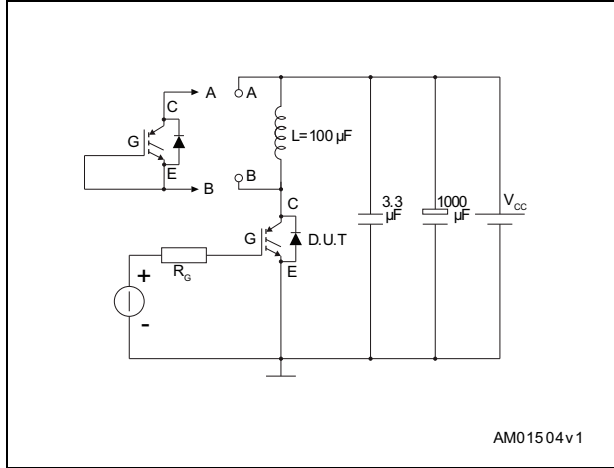 A
A
C
G
L=100 µF
E
B
B
C
3.3
µF
1000
µF
V_CC
G
D.U.T
E
R_G
+
-
AM01504v1